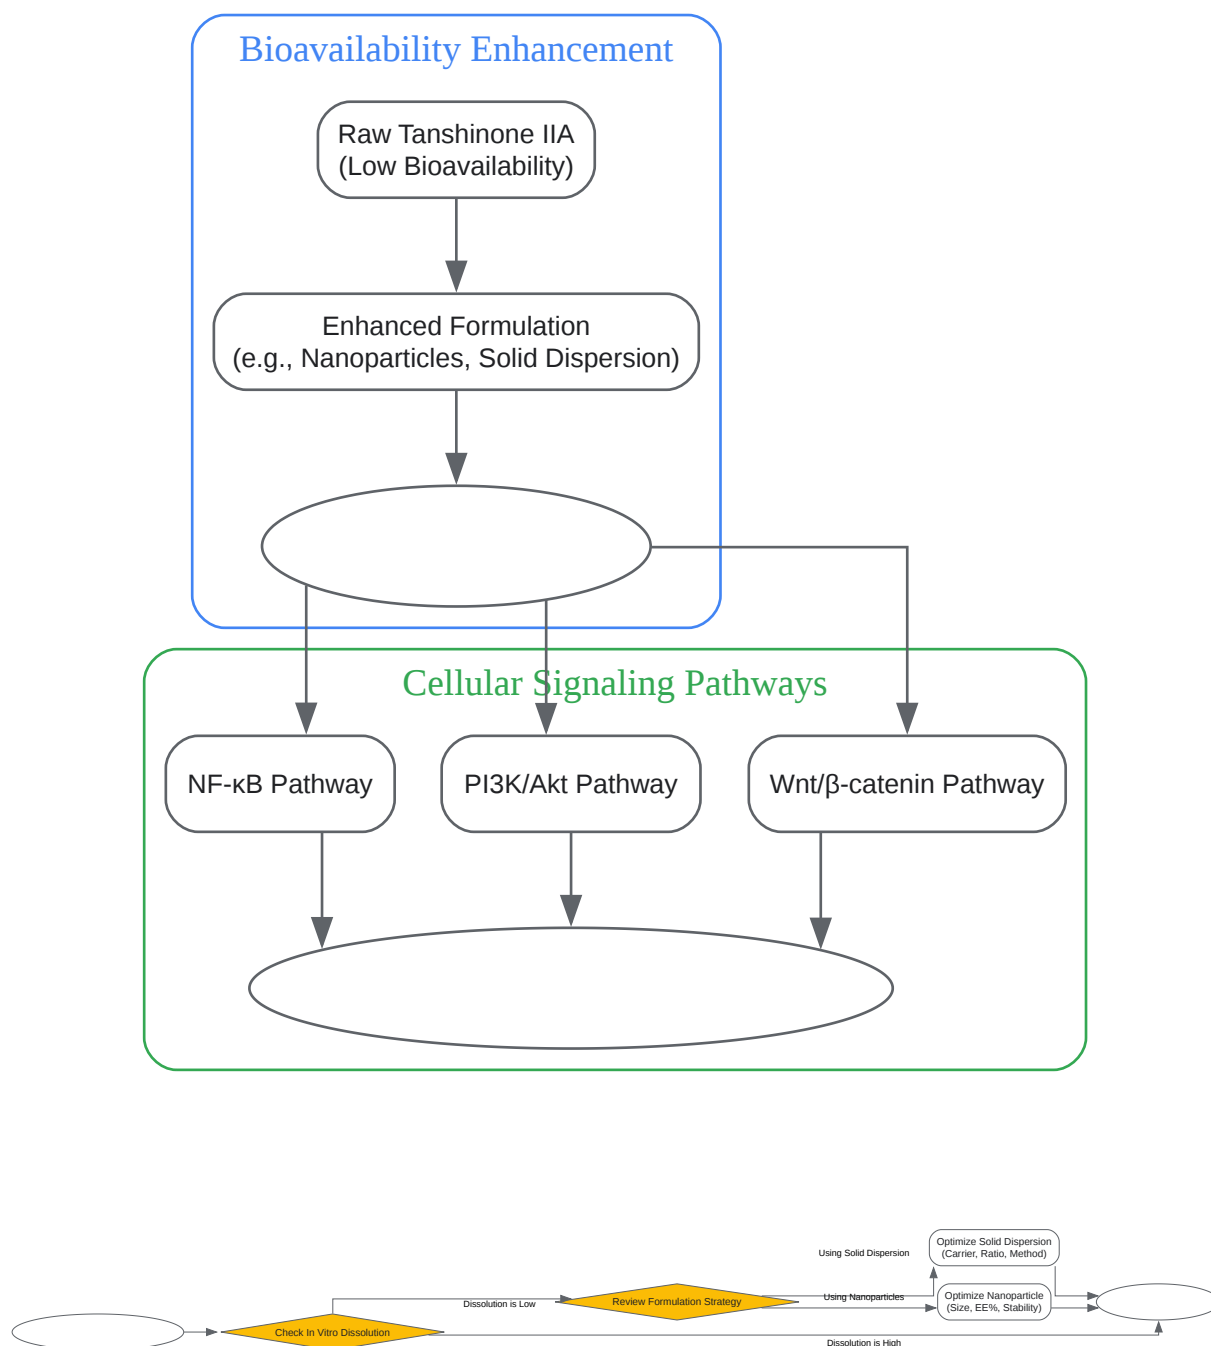 Bioavailability Enhancement
Raw Tanshinone IIA
(Low Bioavailability)
Enhanced Formulation
(e.g., Nanoparticles, Solid Dispersion)
Cellular Signaling Pathways
NF-κB Pathway
PI3K/Akt Pathway
Wnt/β-catenin Pathway
Optimize Solid Dispersion
(Carrier, Ratio, Method)
Using Solid Dispersion
Using Nanoparticles
Optimize Nanoparticle
(Size, EE%, Stability)
Review Formulation Strategy
Dissolution is Low
Check In Vitro Dissolution
Dissolution is High